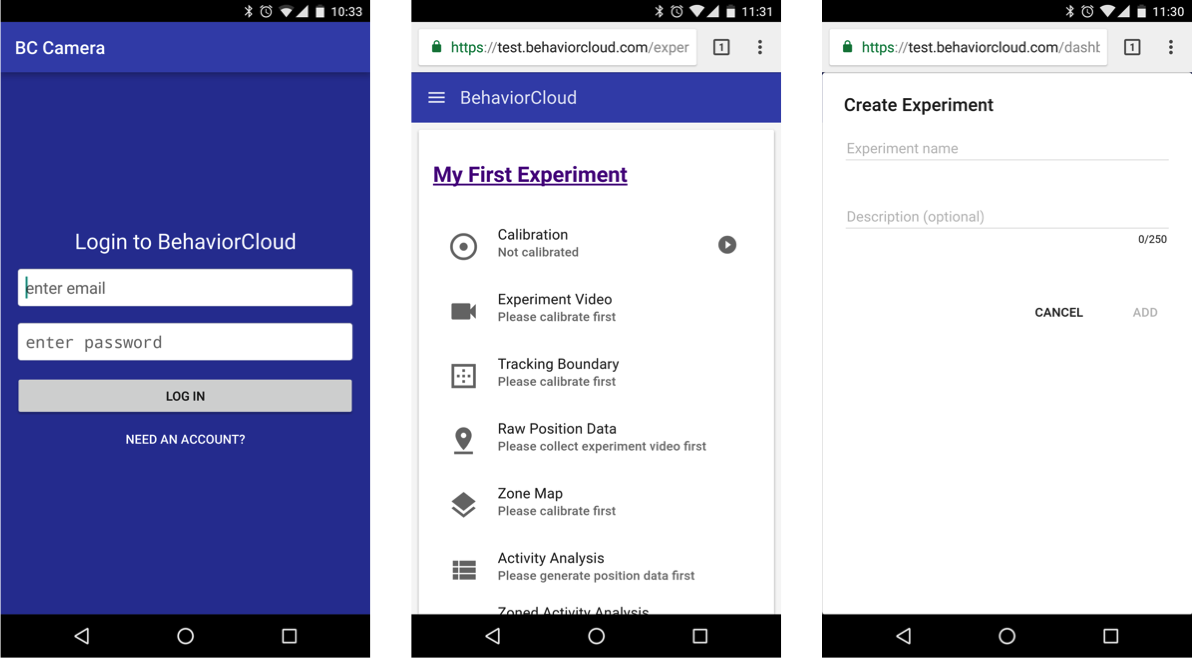 10:33
BC Camera
Login to BehaviorCloud
enter email
enter password
LOG IN
NEED AN ACCOUNT?
11:31
https://test.behaviorcloud.com/exper
1
BehaviorCloud
My First Experiment
Calibration
Not calibrated
Experiment Video
Please calibrate first
Tracking Boundary
Please calibrate first
Raw Position Data
Please collect experiment video first
Zone Map
Please calibrate first
Activity Analysis
Please generate position data first
Zoned Activity Analysis
11:30
https://test.behaviorcloud.com/dashb
1
Create Experiment
Experiment name
Description (optional)
0/250
CANCEL ADD